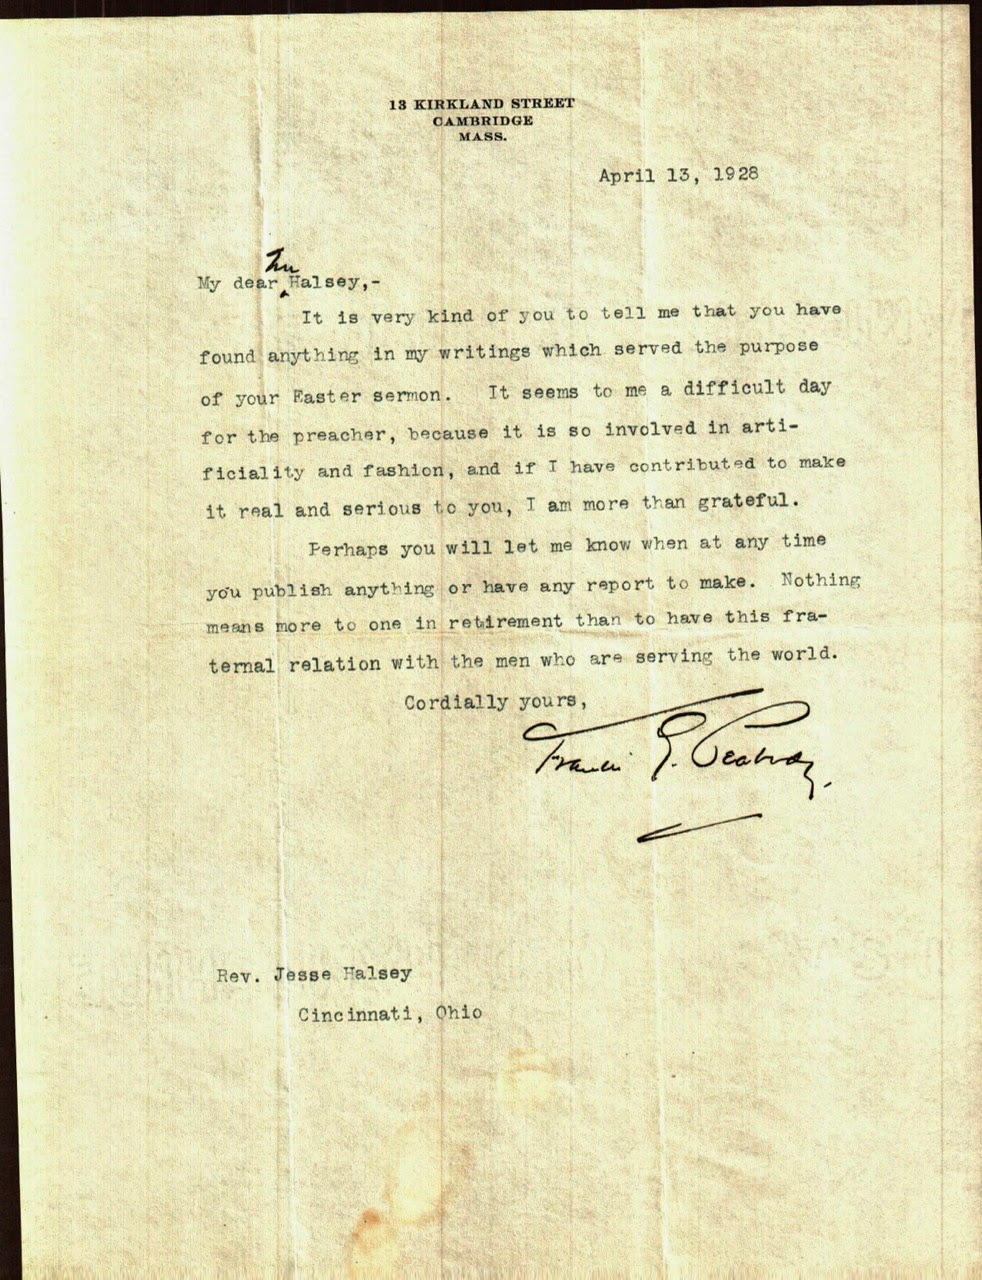 13 KIRKLAND STREET
CAMBRIDGE
MASS.
April 13, 1928
My dear Mr Halsey,-
It is very kind of you to tell me that you have
found anything in my writings which served the purpose
of your Easter sermon. It seems to me a difficult day
for the preacher, because it is so involved in arti-
ficiality and fashion, and if I have contributed to make
it real and serious to you, I am more than grateful.
Perhaps you will let me know when at any time
you publish anything or have any report to make. Nothing
means more to one in retirement than to have this fra-
ternal relation with the men who are serving the world.
Cordially yours,
Francis G. Peabody.
Rev. Jesse Halsey
Cincinnati, Ohio